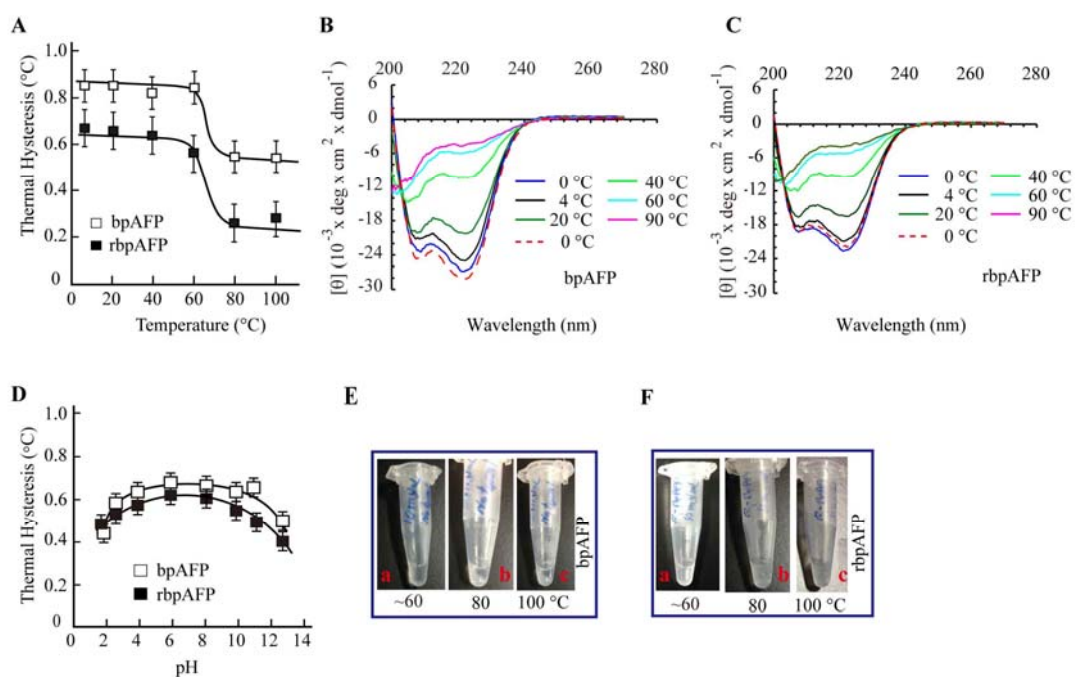 A
Thermal Hysteresis (°C)
1.0
0.8
0.6
0.4
0.2
0
bpAFP
rbpAFP
0 20 40 60 80 100
Temperature (°C)
B
200 220 240 260 280
6
0
-6
-12
-18
-24
-30
[θ] (10⁻³ x deg x cm² x dmol⁻¹)
0 °C 40 °C
4 °C 60 °C
20 °C 90 °C
0 °C
bpAFP
Wavelength (nm)
C
200 220 240 260 280
6
0
-6
-12
-18
-24
-30
[θ] (10⁻³ x deg x cm² x dmol⁻¹)
0 °C 40 °C
4 °C 60 °C
20 °C 90 °C
0 °C
rbpAFP
Wavelength (nm)
D
Thermal Hysteresis (°C)
1.0
0.8
0.6
0.4
0.2
0
bpAFP
rbpAFP
0 2 4 6 8 10 12 14
pH
E
a b c
~60 80 100 °C
bpAFP
F
a b c
~60 80 100 °C
rbpAFP